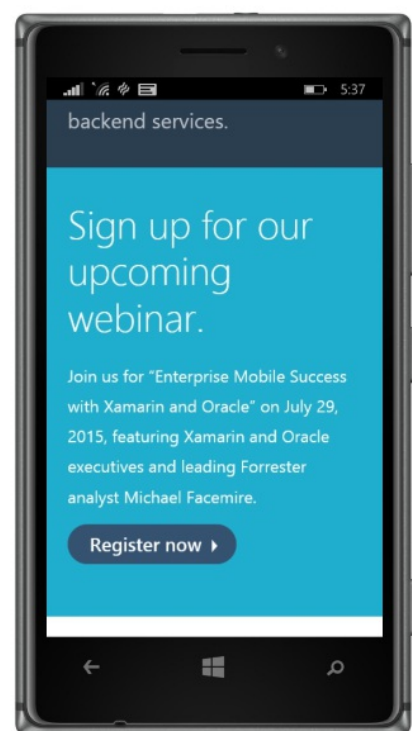 5:37
backend services.
Sign up for our
upcoming
webinar.
Join us for “Enterprise Mobile Success
with Xamarin and Oracle” on July 29,
2015, featuring Xamarin and Oracle
executives and leading Forrester
analyst Michael Facemire.
Register now